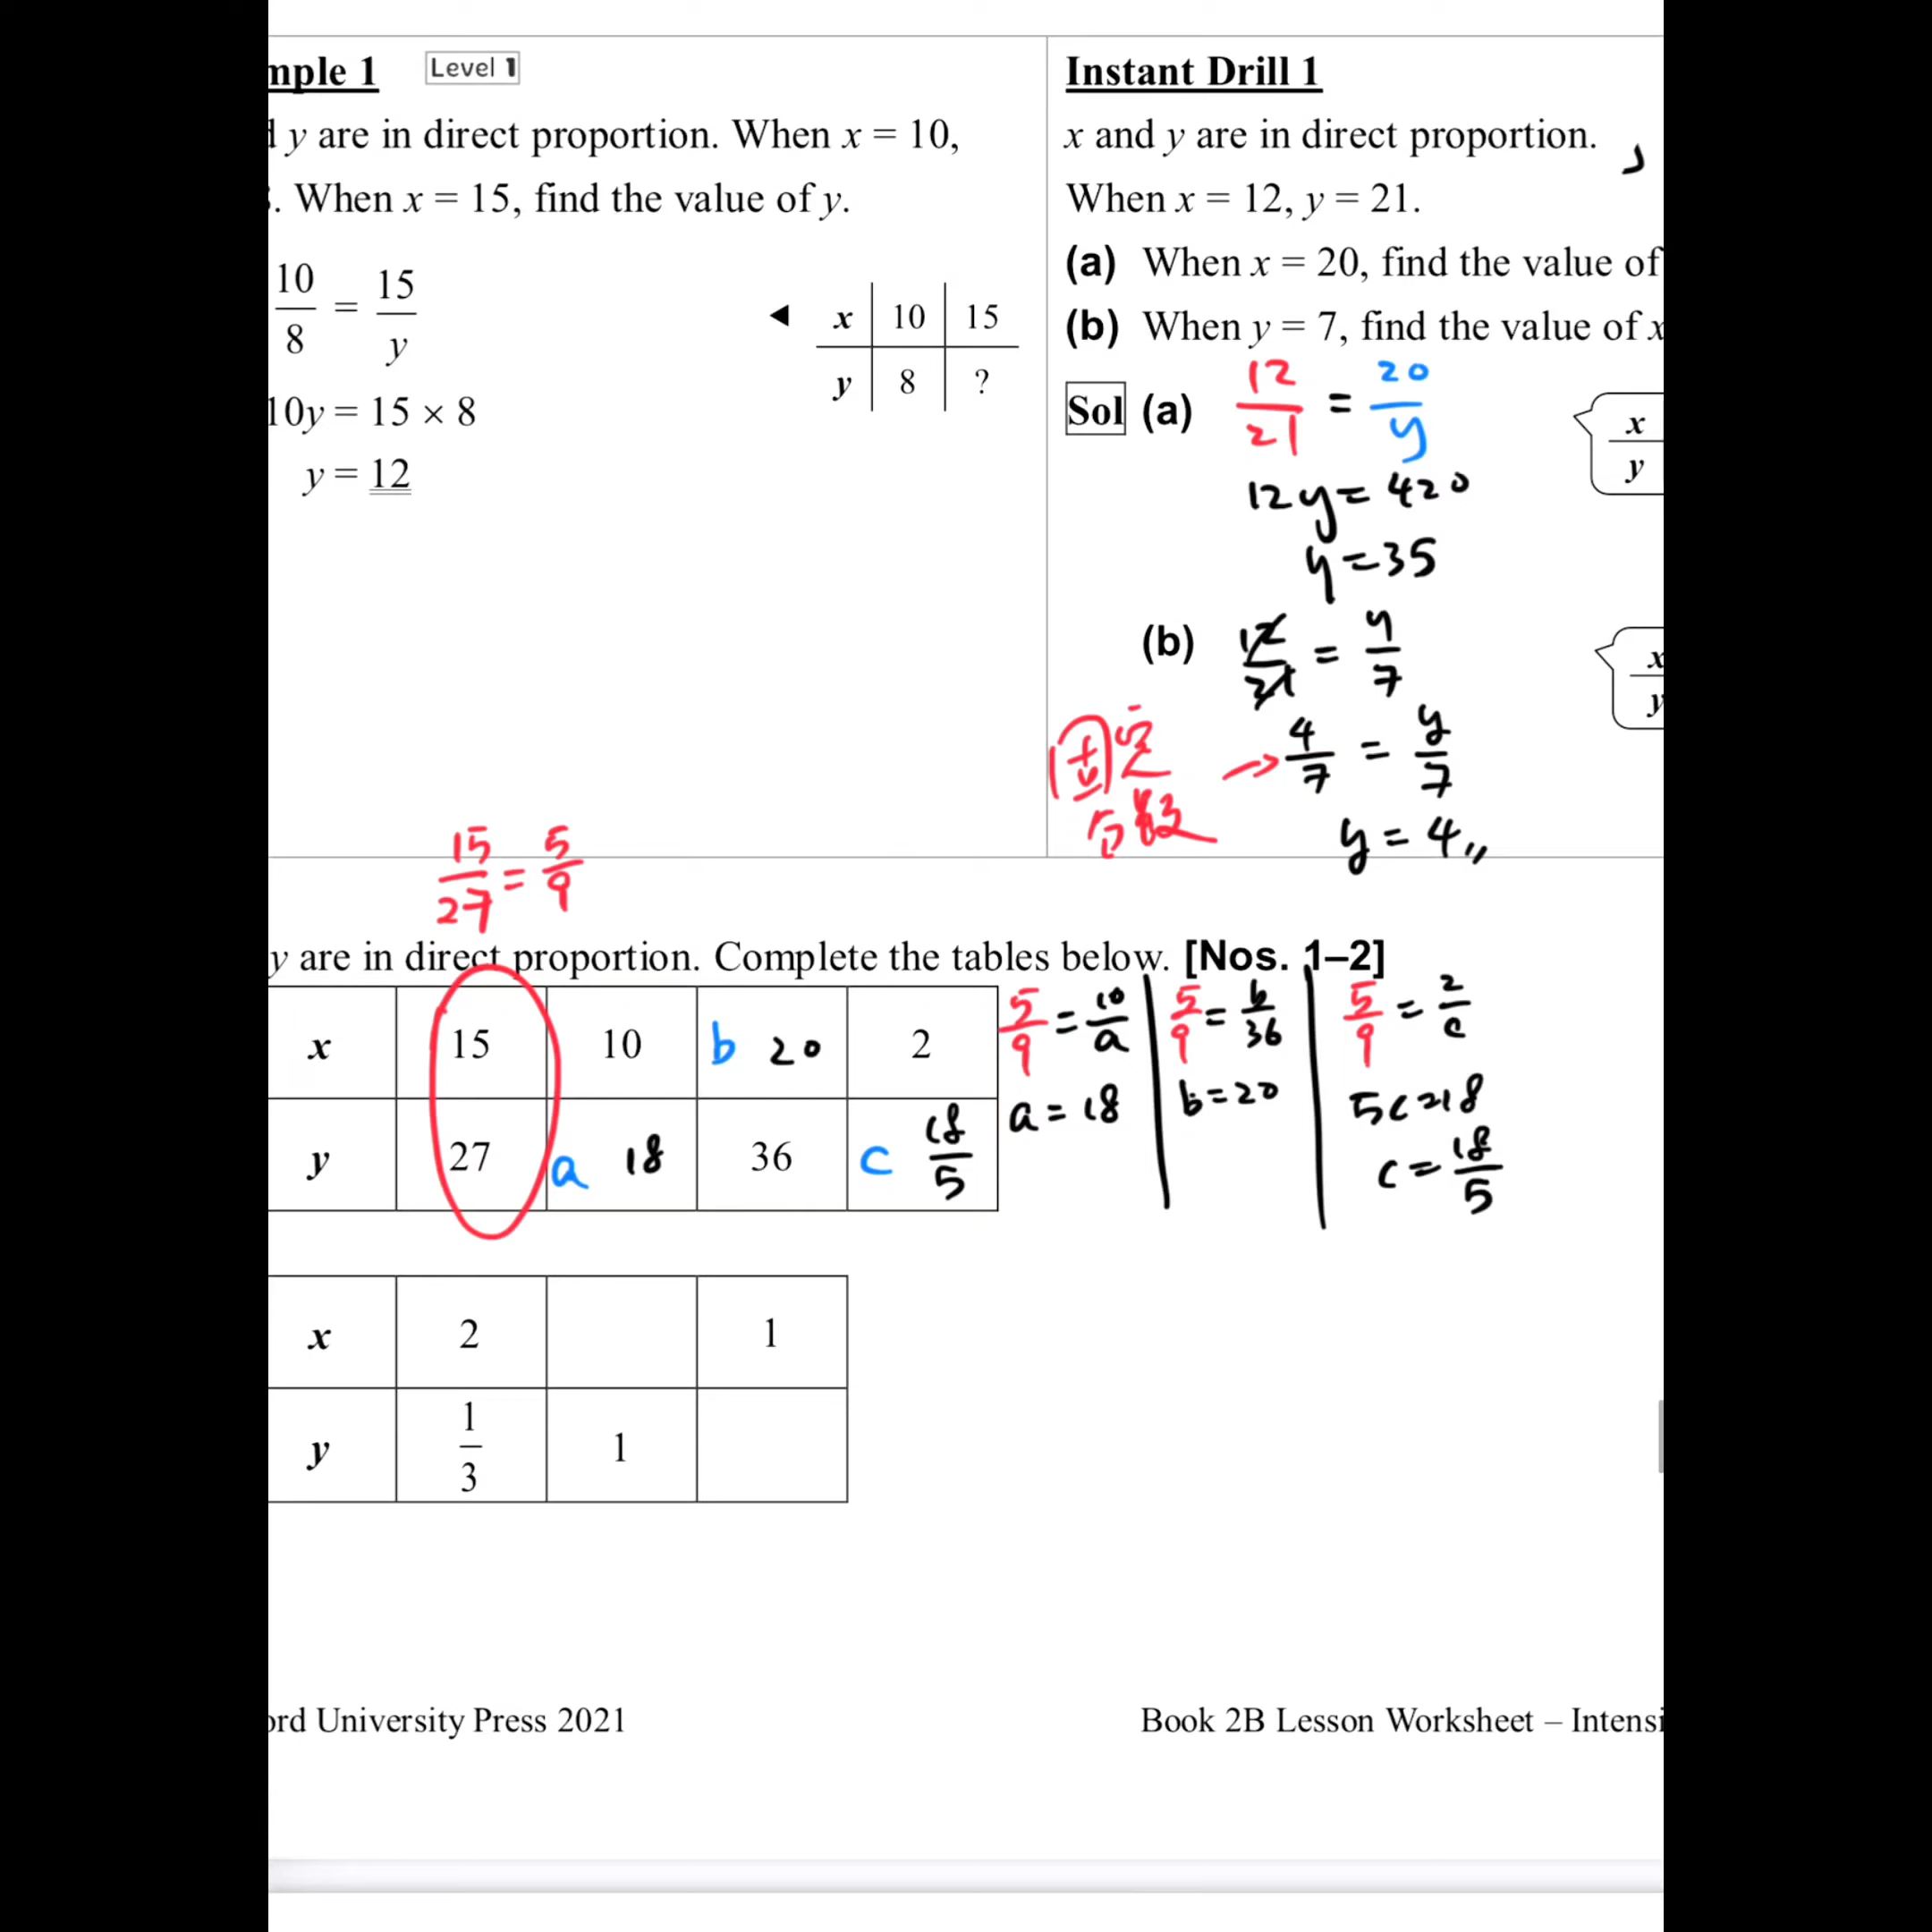 mple 1 Level 1
y are in direct proportion. When x = 10,
. When x = 15, find the value of y.
10/8 = 15/y
10y = 15 × 8
y = 12
◄ x 10 15
y 8 ?
Instant Drill 1
x and y are in direct proportion.
When x = 12, y = 21.
(a) When x = 20, find the value of
(b) When y = 7, find the value of x
Sol (a) 12/21 = 20/y
x/y
12y = 420
y = 35
(b) 12/21 = y/7
x/y
固定
分数 → 4/7 = y/7
y = 4
15/27 = 5/9
y are in direct proportion. Complete the tables below. [Nos. 1–2]
x 15 10 b 20 2
y 27 a 18 36 c 18/5
5/9 = 10/a
a = 18
5/9 = b/36
b = 20
5/9 = 2/c
5c = 18
c = 18/5
x 2 1
y 1/3 1
ord University Press 2021
Book 2B Lesson Worksheet – Intensi